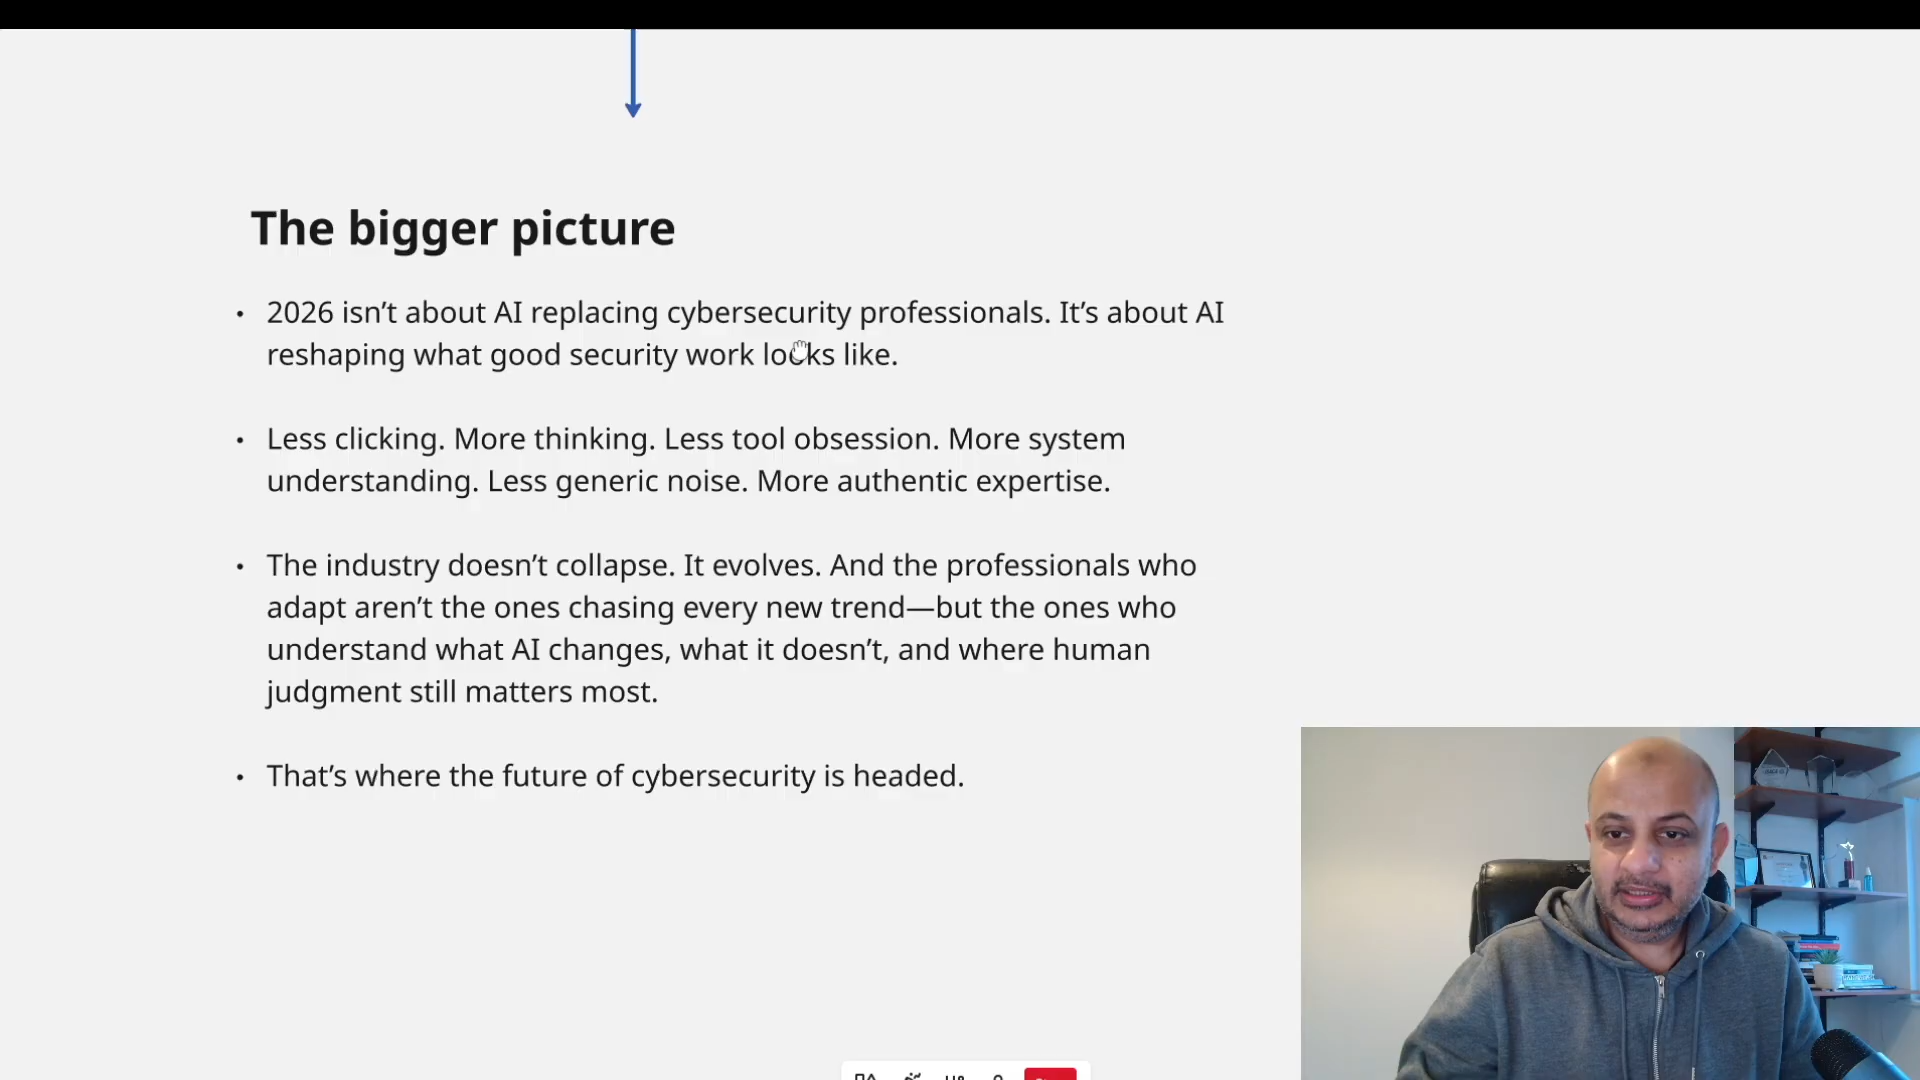 The bigger picture
• 2026 isn’t about AI replacing cybersecurity professionals. It’s about AI
reshaping what good security work looks like.
• Less clicking. More thinking. Less tool obsession. More system
understanding. Less generic noise. More authentic expertise.
• The industry doesn’t collapse. It evolves. And the professionals who
adapt aren’t the ones chasing every new trend—but the ones who
understand what AI changes, what it doesn’t, and where human
judgment still matters most.
• That’s where the future of cybersecurity is headed.